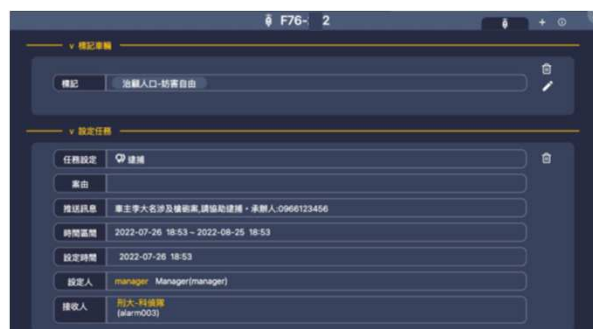 F76- 2
標記車輛
標記 治顧人口-妨害自由
設定任務
任務設定 逮捕
案由
推送訊息 車主李大名涉及槍砲案,請協助逮捕,承辦人:0966123456
時間區間 2022-07-26 18:53 ~ 2022-08-25 18:53
設定時間 2022-07-26 18:53
設定人 manager Manager(manager)
接收人 刑大-科偵隊
(alarm003)